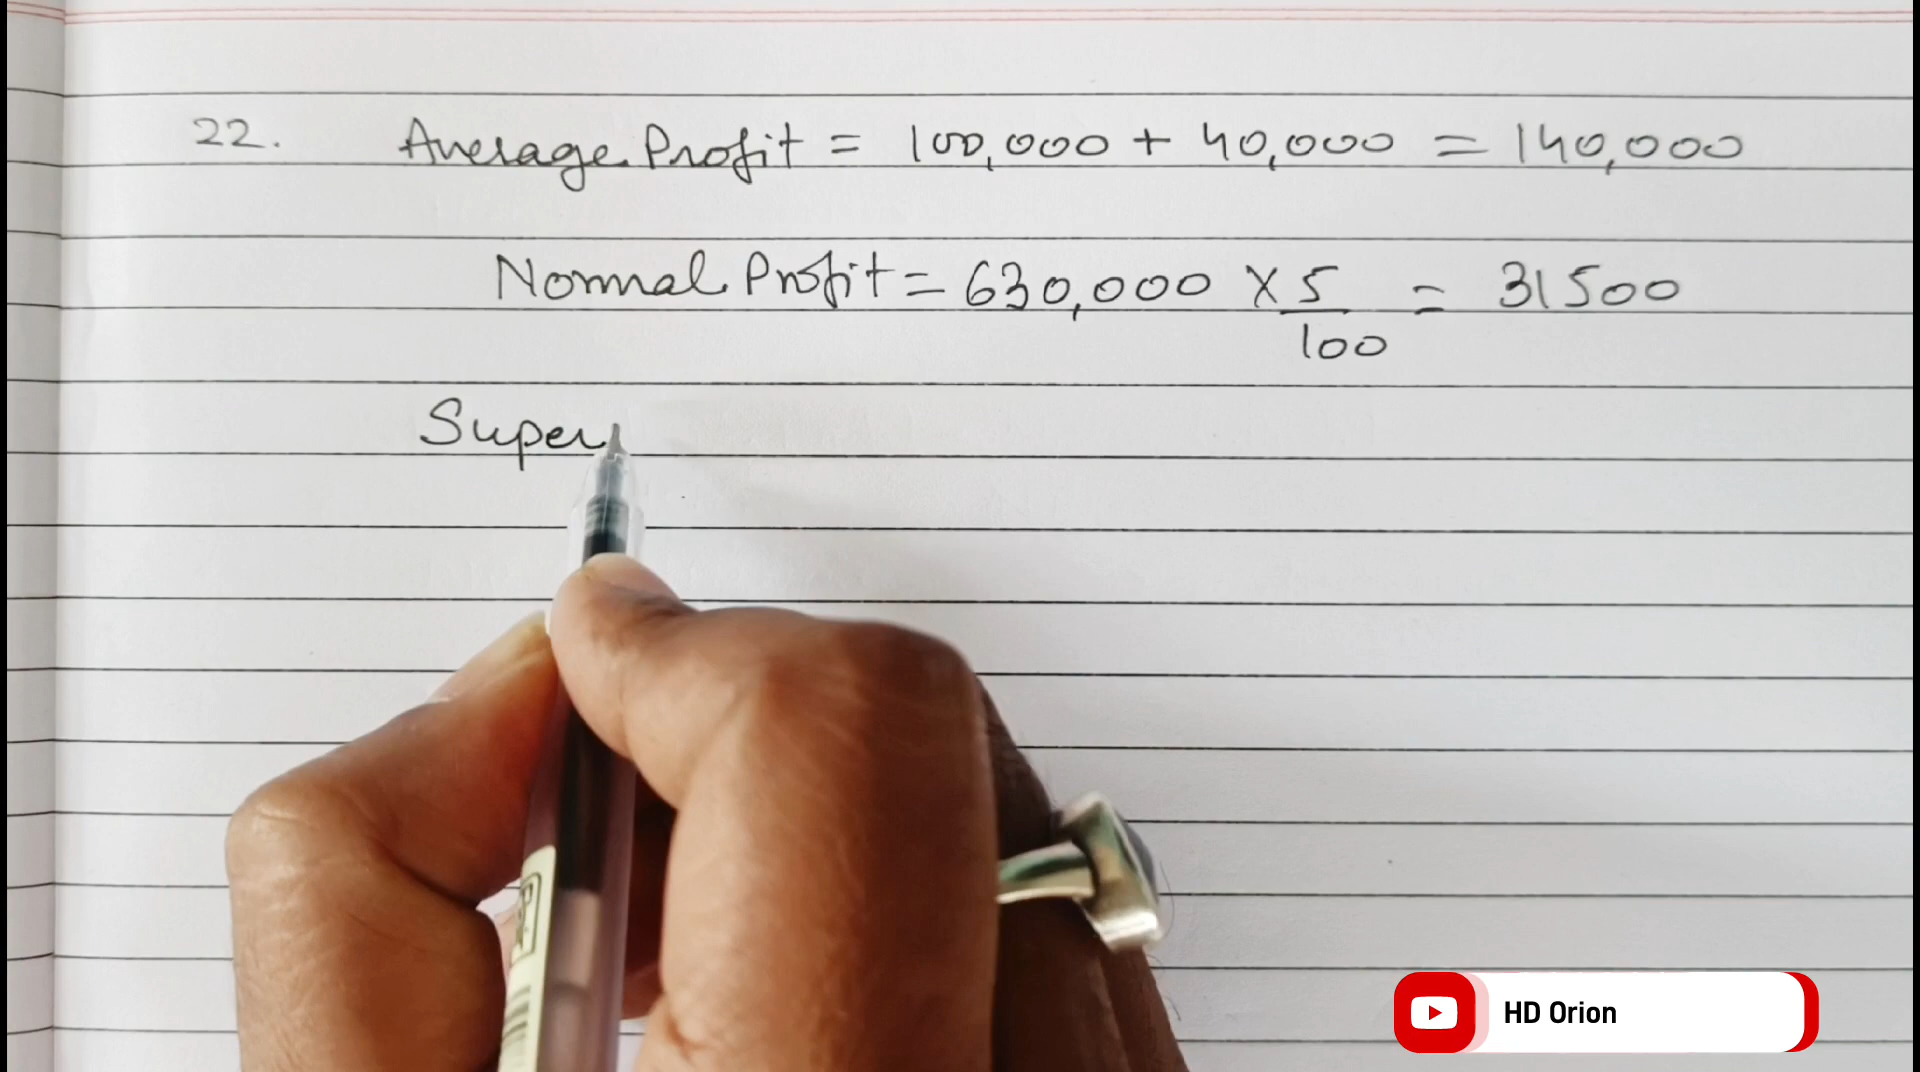 22. Average Profit = 100,000 + 40,000 = 140,000
Normal Profit = 630,000 X 5/100 = 31500
Super
HD Orion